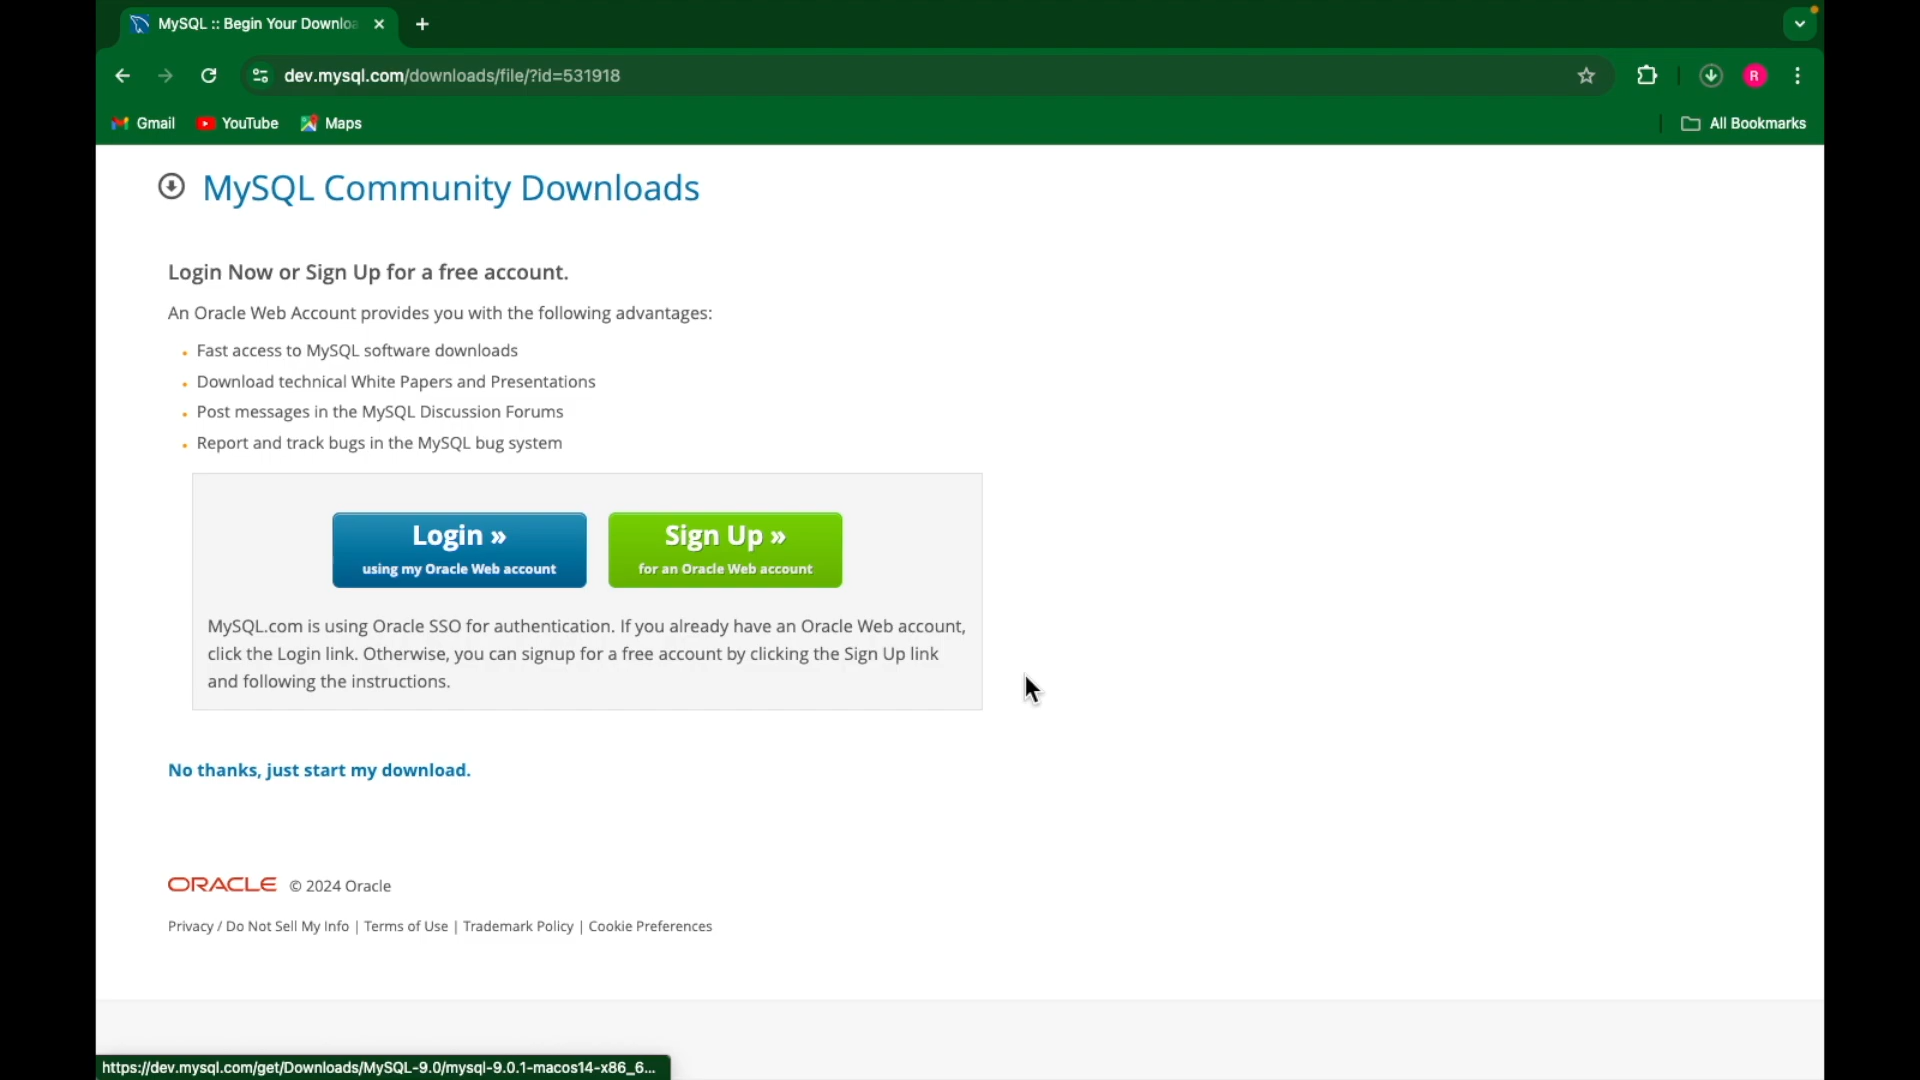 MySQL :: Begin Your Downloa
dev.mysql.com/downloads/file/?id=531918
R
Gmail
YouTube
Maps
All Bookmarks
MySQL Community Downloads
Login Now or Sign Up for a free account.
An Oracle Web Account provides you with the following advantages:
Fast access to MySQL software downloads
Download technical White Papers and Presentations
Post messages in the MySQL Discussion Forums
Report and track bugs in the MySQL bug system
Login »
using my Oracle Web account
Sign Up »
for an Oracle Web account
MySQL.com is using Oracle SSO for authentication. If you already have an Oracle Web account,
click the Login link. Otherwise, you can signup for a free account by clicking the Sign Up link
and following the instructions.
No thanks, just start my download.
ORACLE © 2024 Oracle
Privacy / Do Not Sell My Info | Terms of Use | Trademark Policy | Cookie Preferences
https://dev.mysql.com/get/Downloads/MySQL-9.0/mysql-9.0.1-macos14-x86_6...